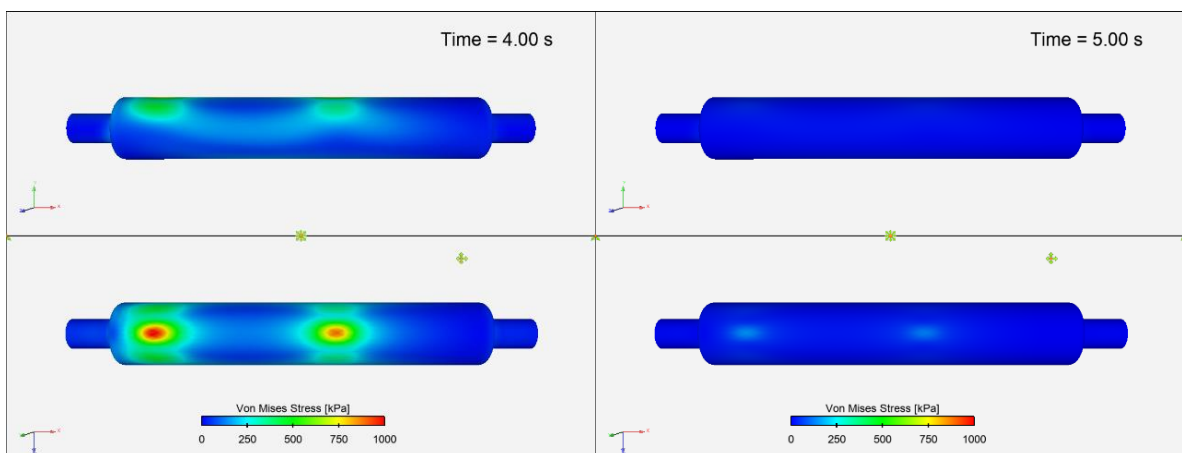 Time = 4.00 s
Time = 5.00 s
Von Mises Stress [kPa]
0 250 500 750 1000
Von Mises Stress [kPa]
0 250 500 750 1000